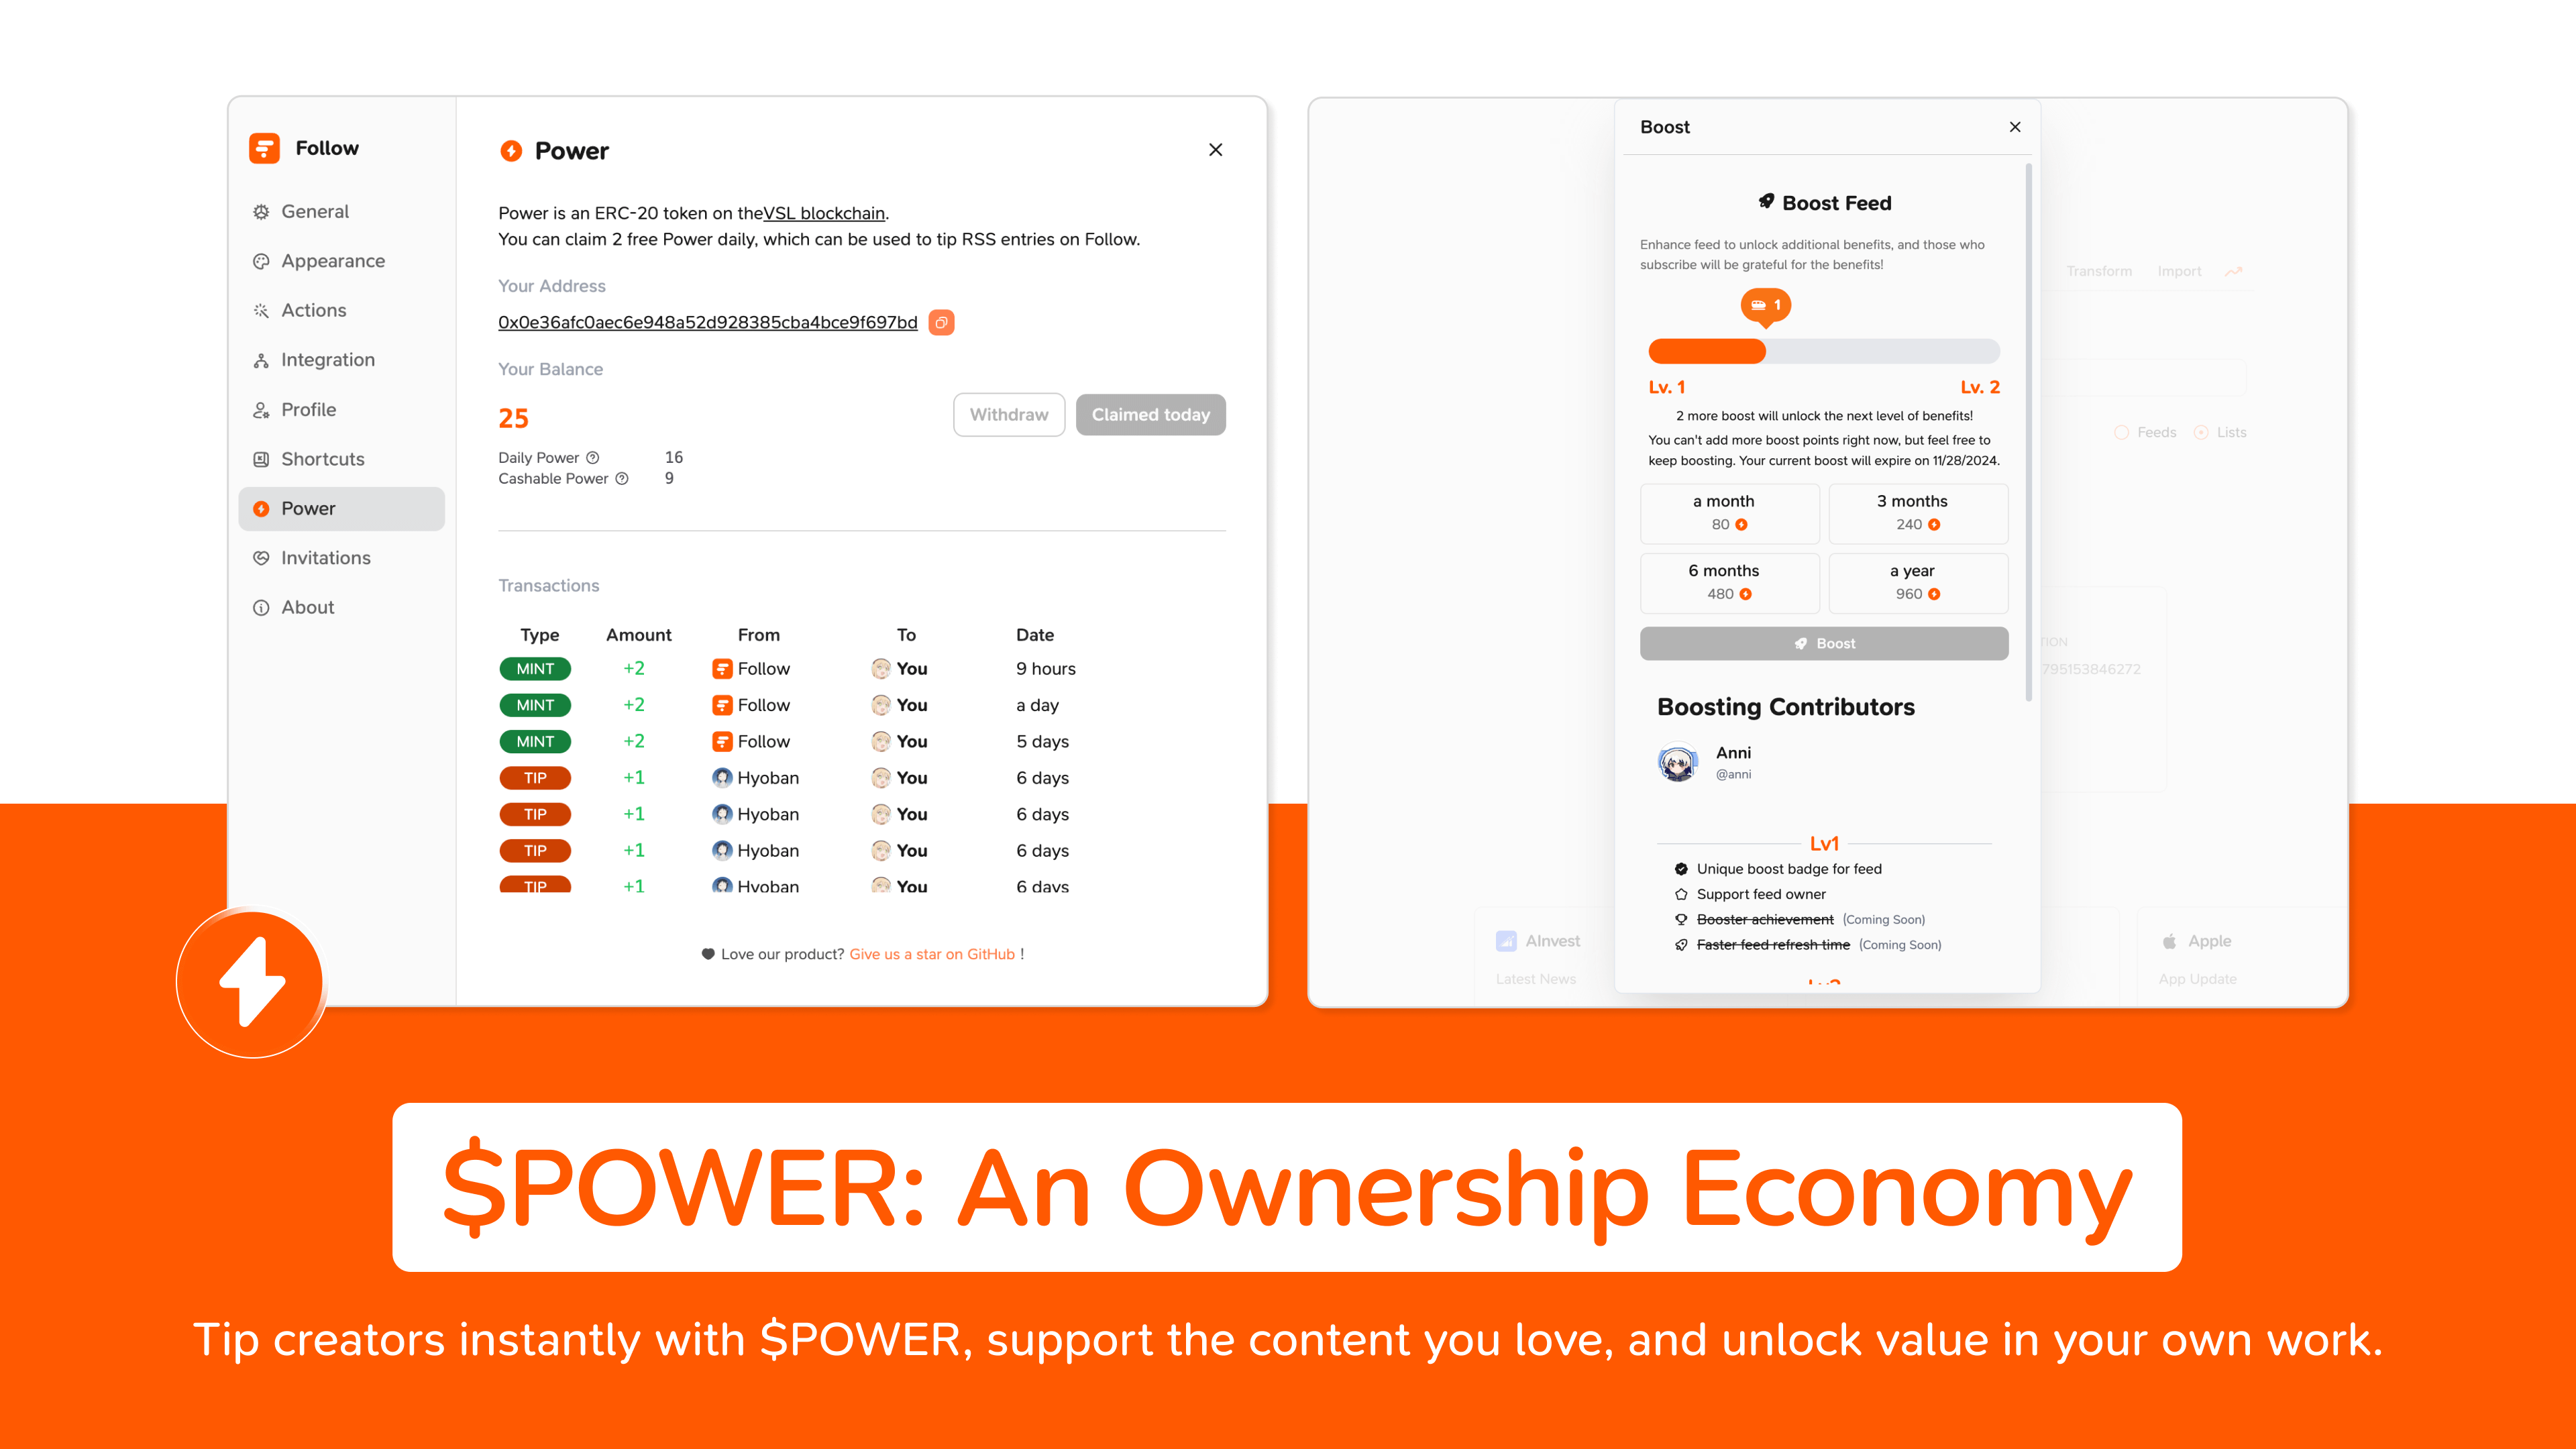 Follow
General
Appearance
Actions
Integration
Profile
Shortcuts
Power
Invitations
About
Power
Power is an ERC-20 token on theVSL blockchain.
You can claim 2 free Power daily, which can be used to tip RSS entries on Follow.
Your Address
0x0e36afc0aec6e948a52d928385cba4bce9f697bd
Your Balance
25
Withdraw
Claimed today
Daily Power 16
Cashable Power 9
Transactions
Type Amount From To Date
MINT +2 Follow You 9 hours
MINT +2 Follow You a day
MINT +2 Follow You 5 days
TIP +1 Hyoban You 6 days
TIP +1 Hyoban You 6 days
TIP +1 Hyoban You 6 days
TIP +1 Hyoban You 6 days
Love our product? Give us a star on GitHub !
Boost
Boost Feed
Enhance feed to unlock additional benefits, and those who
subscribe will be grateful for the benefits!
1
Lv. 1 Lv. 2
2 more boost will unlock the next level of benefits!
You can't add more boost points right now, but feel free to
keep boosting. Your current boost will expire on 11/28/2024.
a month
80
3 months
240
6 months
480
a year
960
Boost
Boosting Contributors
Anni
@anni
Lv1
Unique boost badge for feed
Support feed owner
Booster achievement (Coming Soon)
Faster feed refresh time (Coming Soon)
Transform Import
Feeds Lists
TION
795153846272
AInvest
Latest News
Apple
App Update
$POWER: An Ownership Economy
Tip creators instantly with $POWER, support the content you love, and unlock value in your own work.